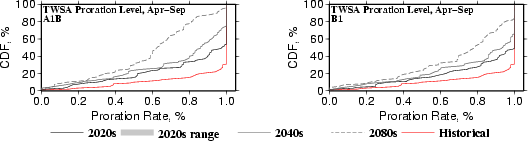 TWSA Proration Level, Apr–Sep
A1B
CDF, %
100
80
60
40
20
0
0.0 0.2 0.4 0.6 0.8 1.0
Proration Rate, %
TWSA Proration Level, Apr–Sep
B1
CDF, %
100
80
60
40
20
0
0.0 0.2 0.4 0.6 0.8 1.0
Proration Rate, %
2020s 2020s range 2040s 2080s Historical